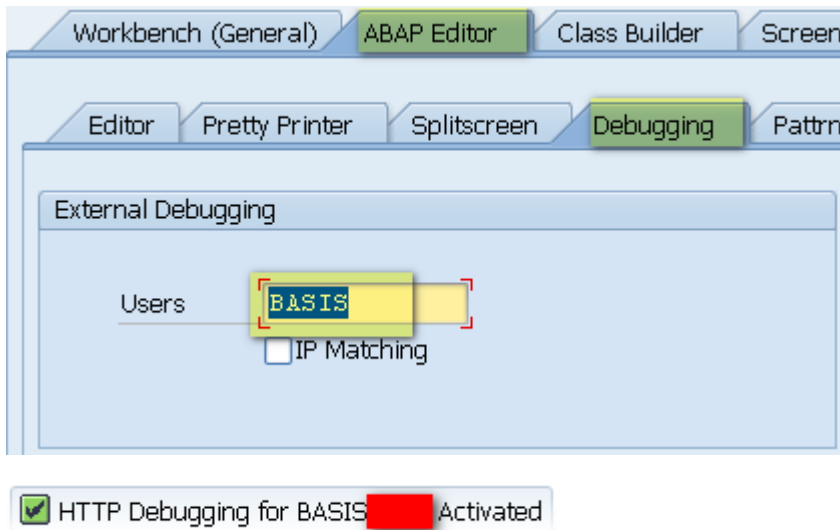 Workbench (General) ABAP Editor Class Builder Screen
Editor Pretty Printer Splitscreen Debugging Pattrn
External Debugging
Users BASIS
IP Matching
HTTP Debugging for BASIS Activated